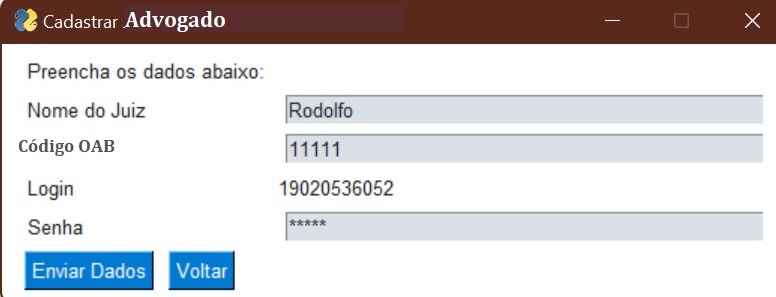 Cadastrar Advogado
Preencha os dados abaixo:
Nome do Juiz Rodolfo
Código OAB 11111
Login 19020536052
Senha *****
Enviar Dados Voltar